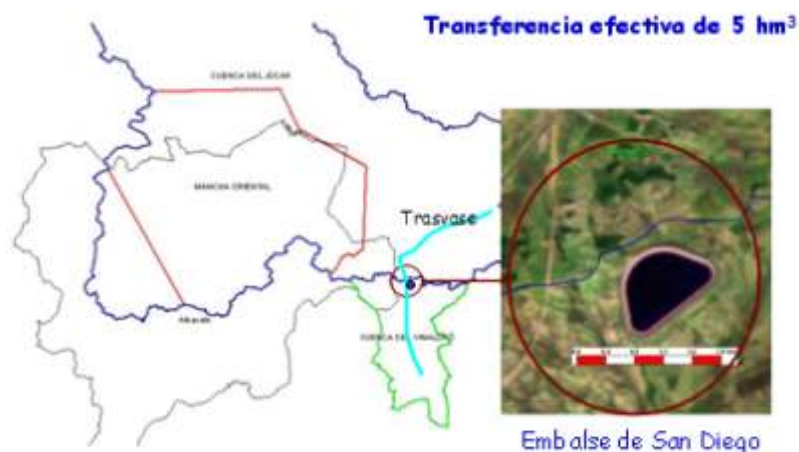 Transferencia efectiva de 5 hm³
CUENCA DEL JÚCAR
MANCHA ORIENTAL
Trasvase
Albacete
CUENCA DEL VINALOPÓ
Embalse de San Diego